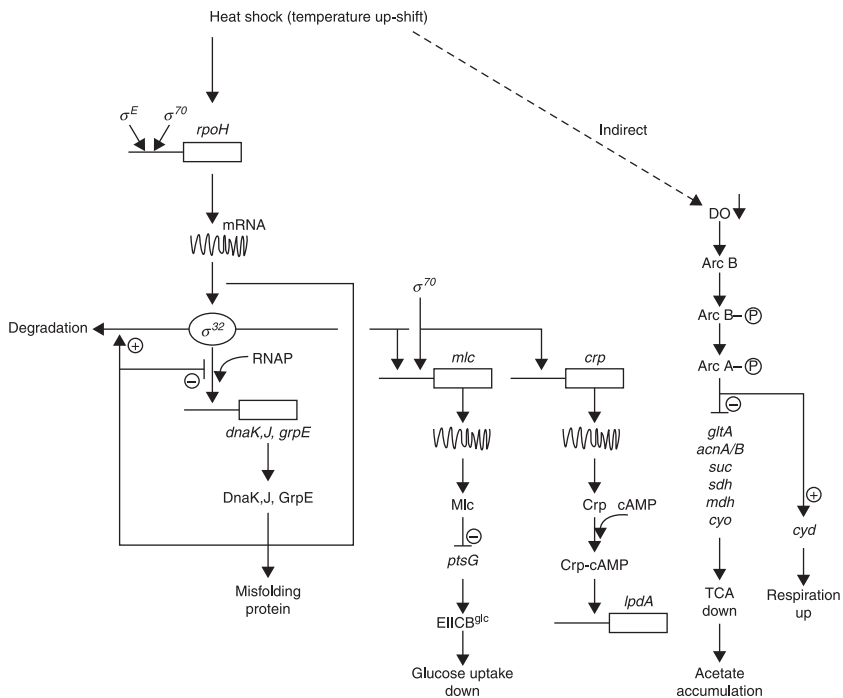 Heat shock (temperature up-shift)
σE σ70
rpoH
Indirect
mRNA
DO
Arc B
σ70
Degradation
σ32
Arc B–P
+
mlc
crp
RNAP
Arc A–P
−
−
dnaK,J, grpE
gltA
acnA/B
suc
sdh
mdh
cyo
+
cyd
DnaK,J, GrpE
Mlc
Crp
cAMP
−
ptsG
Crp-cAMP
Misfolding
protein
lpdA
TCA
down
Respiration
up
EIICBglc
Glucose uptake
down
Acetate
accumulation